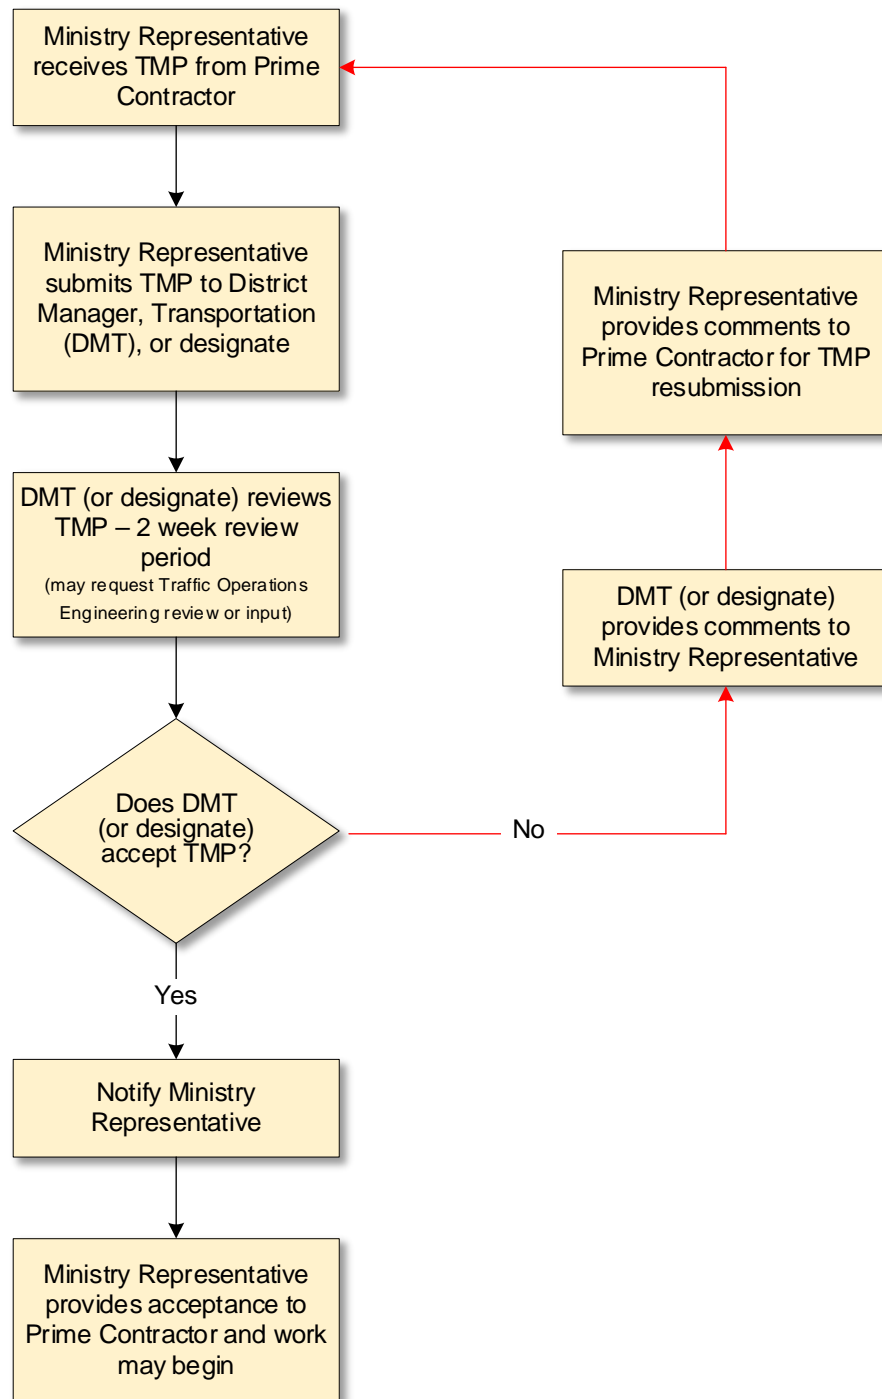 Ministry Representative
receives TMP from Prime
Contractor
Ministry Representative
submits TMP to District
Manager, Transportation
(DMT), or designate
Ministry Representative
provides comments to
Prime Contractor for TMP
resubmission
DMT (or designate) reviews
TMP – 2 week review
period
(may request Traffic Operations
Engineering review or input)
DMT (or designate)
provides comments to
Ministry Representative
Does DMT
(or designate)
accept TMP?
No
Yes
Notify Ministry
Representative
Ministry Representative
provides acceptance to
Prime Contractor and work
may begin